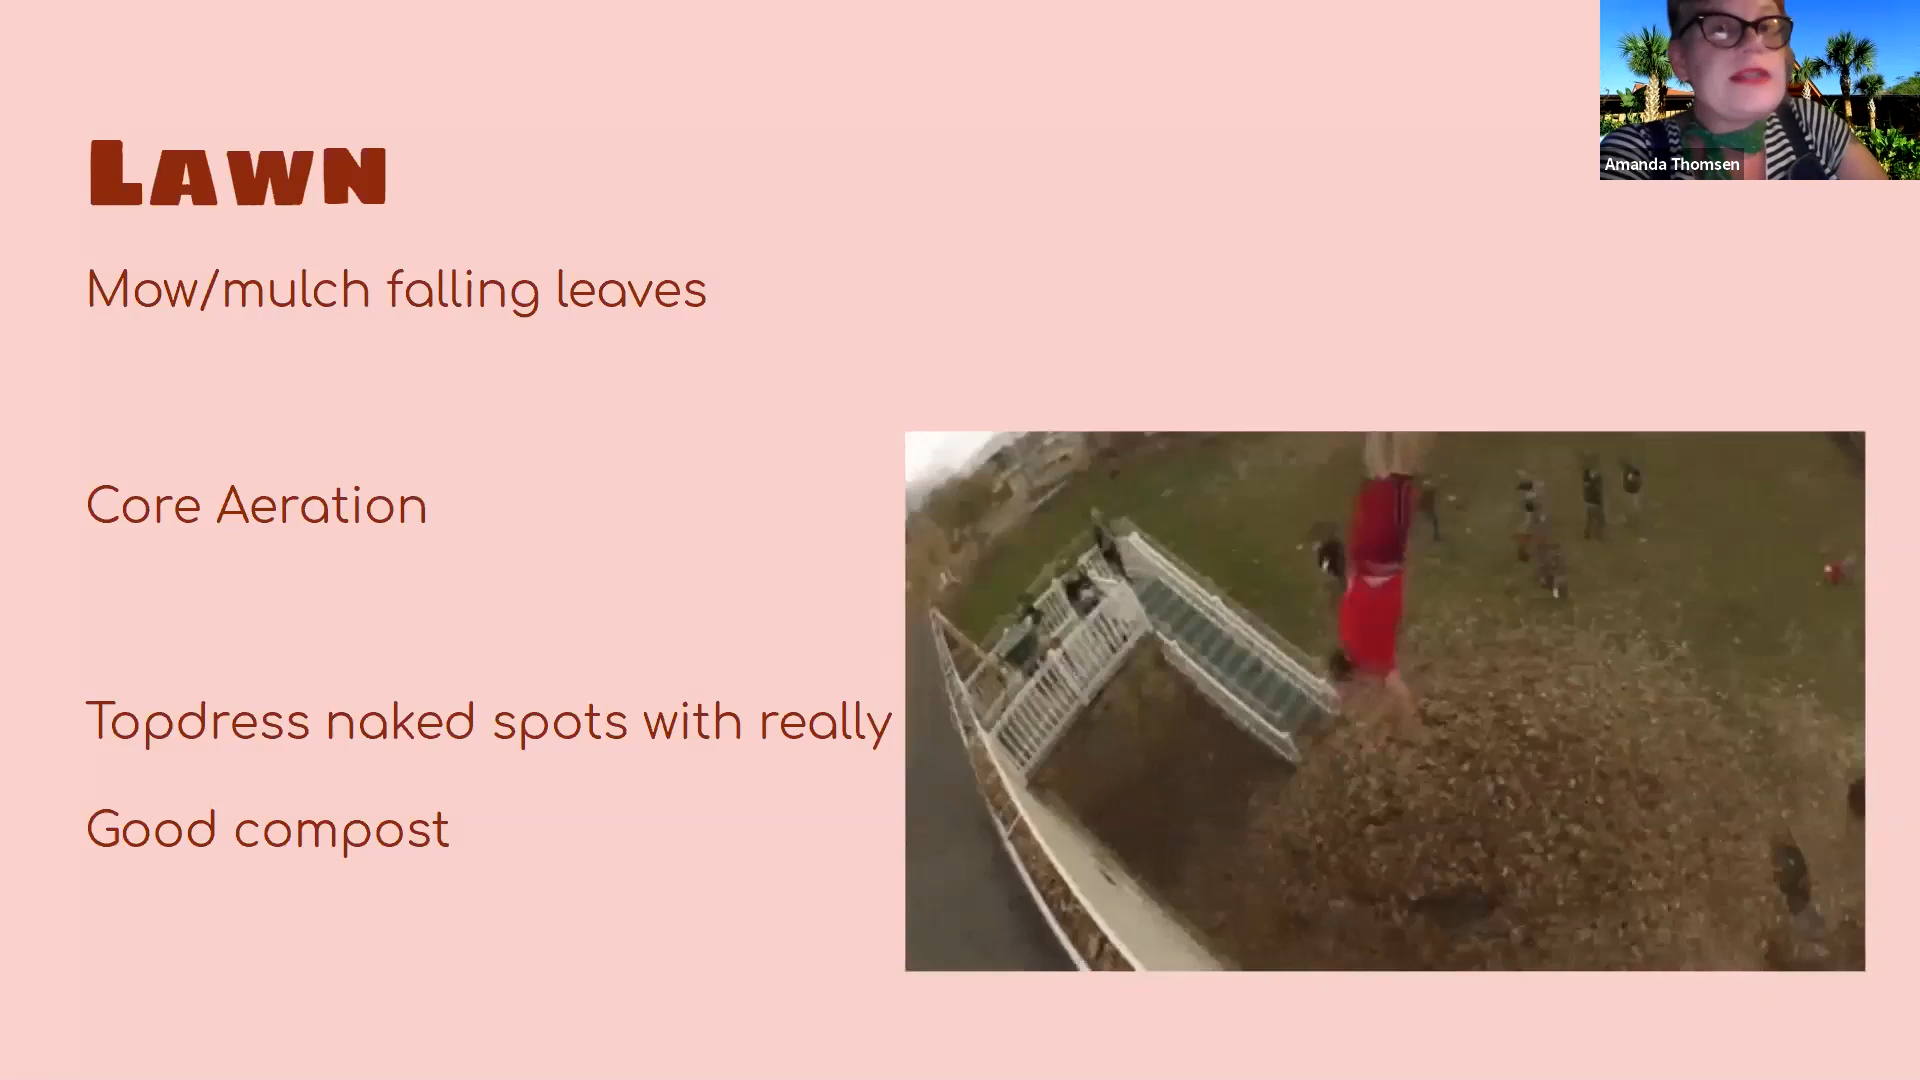 Lawn
Amanda Thomsen
Mow/mulch falling leaves
Core Aeration
Topdress naked spots with really
Good compost